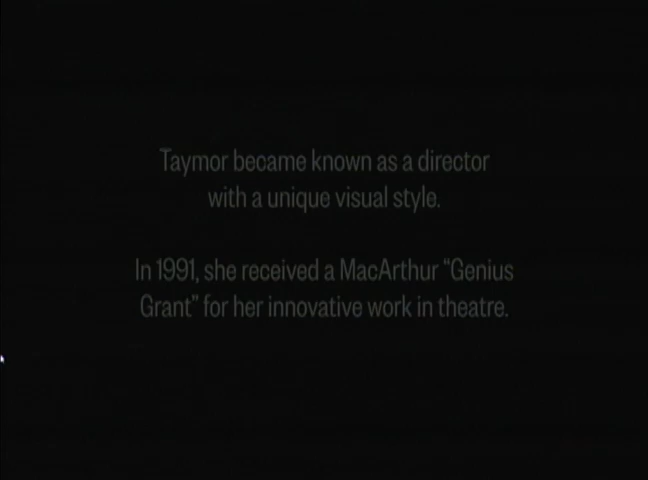 Taymor became known as a director
with a unique visual style.
In 1991, she received a MacArthur “Genius
Grant” for her innovative work in theatre.